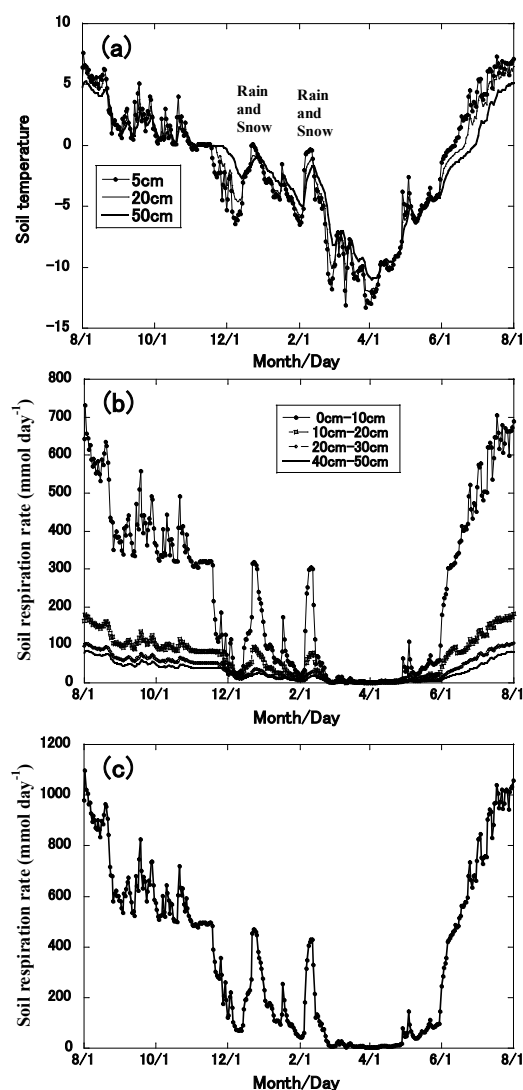 (a)
10
5
0
−5
−10
−15
Soil temperature
Rain and Snow
Rain and Snow
5cm
20cm
50cm
8/1 10/1 12/1 2/1 4/1 6/1 8/1
Month/Day
(b)
800
700
600
500
400
300
200
100
0
Soil respiration rate (mmol day⁻¹)
0cm−10cm
10cm−20cm
20cm−30cm
40cm−50cm
8/1 10/1 12/1 2/1 4/1 6/1 8/1
Month/Day
(c)
1200
1000
800
600
400
200
0
Soil respiration rate (mmol day⁻¹)
8/1 10/1 12/1 2/1 4/1 6/1 8/1
Month/Day